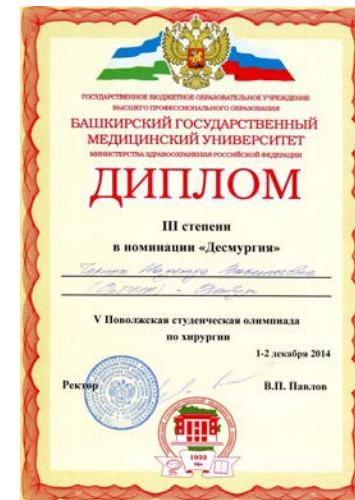 ГОСУДАРСТВЕННОЕ БЮДЖЕТНОЕ ОБРАЗОВАТЕЛЬНОЕ УЧРЕЖДЕНИЕ
ВЫСШЕГО ПРОФЕССИОНАЛЬНОГО ОБРАЗОВАНИЯ
БАШКИРСКИЙ ГОСУДАРСТВЕННЫЙ
МЕДИЦИНСКИЙ УНИВЕРСИТЕТ
МИНИСТЕРСТВА ЗДРАВООХРАНЕНИЯ РОССИЙСКОЙ ФЕДЕРАЦИИ
ДИПЛОМ
III степени
в номинации «Десмургия»
V Поволжская студенческая олимпиада
по хирургии
1-2 декабря 2014
Ректор
В.П. Павлов
1932